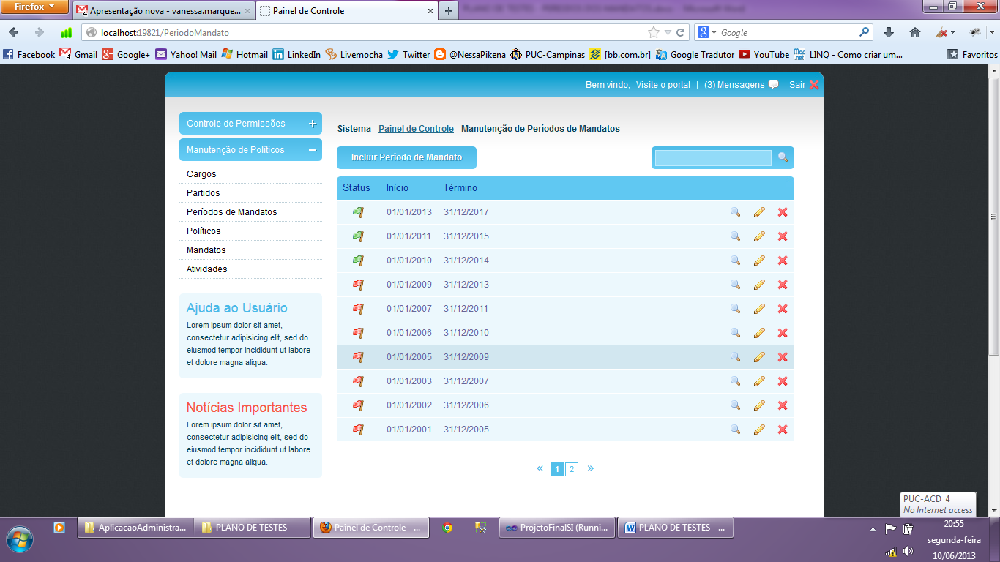 Firefox
Apresentação nova - vanessa.marque...
Painel de Controle
localhost:19821/PeriodoMandato
Google
Facebook
Gmail
Google+
Yahoo! Mail
Hotmail
LinkedIn
Livemocha
Twitter
@NessaPikena
PUC-Campinas
[bb.com.br]
Google Tradutor
YouTube
LINQ - Como criar um...
Favoritos
Bem vindo, Visite o portal | (3) Mensagens Sair
Controle de Permissões
Manutenção de Políticos
Cargos
Partidos
Períodos de Mandatos
Políticos
Mandatos
Atividades
Ajuda ao Usuário
Lorem ipsum dolor sit amet,
consectetur adipisicing elit, sed do
eiusmod tempor incididunt ut labore
et dolore magna aliqua.
Notícias Importantes
Lorem ipsum dolor sit amet,
consectetur adipisicing elit, sed do
eiusmod tempor incididunt ut labore
et dolore magna aliqua.
Sistema - Painel de Controle - Manutenção de Períodos de Mandatos
Incluir Período de Mandato
Status Início Término
01/01/2013 31/12/2017
01/01/2011 31/12/2015
01/01/2010 31/12/2014
01/01/2009 31/12/2013
01/01/2007 31/12/2011
01/01/2006 31/12/2010
01/01/2005 31/12/2009
01/01/2003 31/12/2007
01/01/2002 31/12/2006
01/01/2001 31/12/2005
« 1 2 »
PUC-ACD 4
No Internet access
AplicacaoAdministra...
PLANO DE TESTES
Painel de Controle - ...
ProjetoFinalSI (Runni...
PLANO DE TESTES - ...
20:55
segunda-feira
10/06/2013